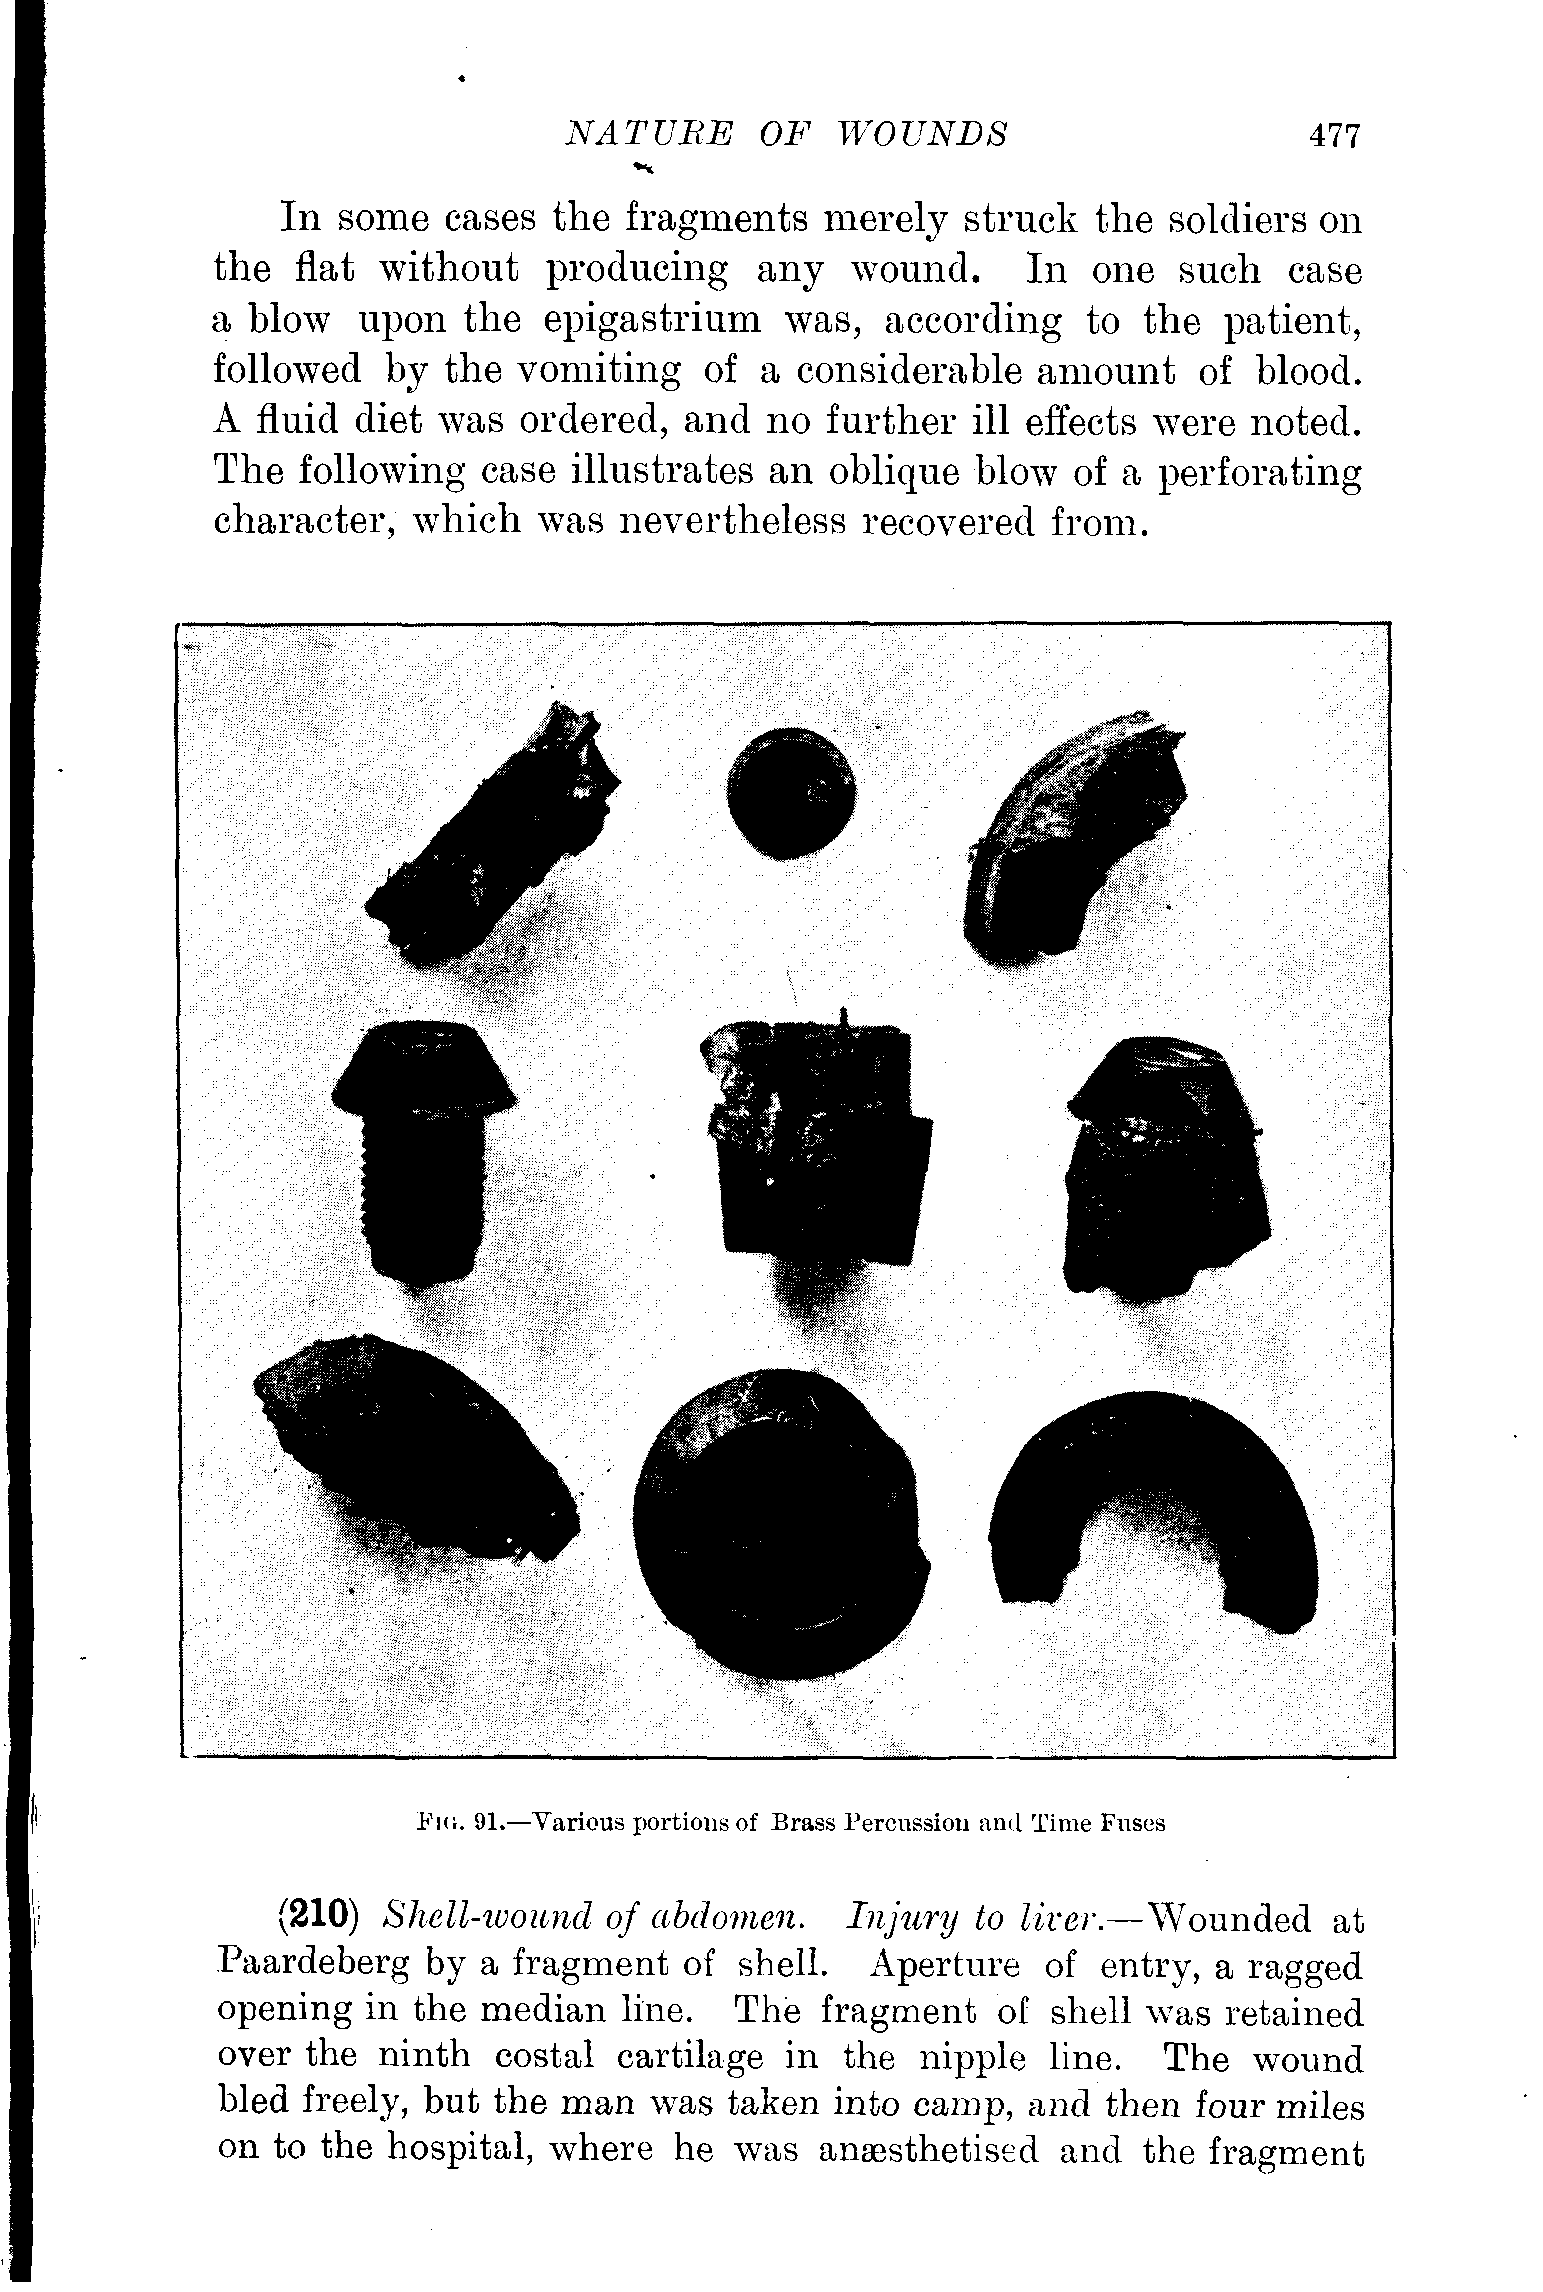 NATURE OF WOUNDS 477
In some cases the fragments merely struck the soldiers on
the flat without producing any wound. In one such case
a blow upon the epigastrium was, according to the patient,
followed by the vomiting of a considerable amount of blood.
A fluid diet was ordered, and no further ill effects were noted.
The following case illustrates an oblique blow of a perforating
character, which was nevertheless recovered from.
FIG. 91.—Various portions of Brass Percussion and Time Fuses
(210) Shell-wound of abdomen. Injury to liver.—Wounded at
Paardeberg by a fragment of shell. Aperture of entry, a ragged
opening in the median line. The fragment of shell was retained
over the ninth costal cartilage in the nipple line. The wound
bled freely, but the man was taken into camp, and then four miles
on to the hospital, where he was anæsthetised and the fragment